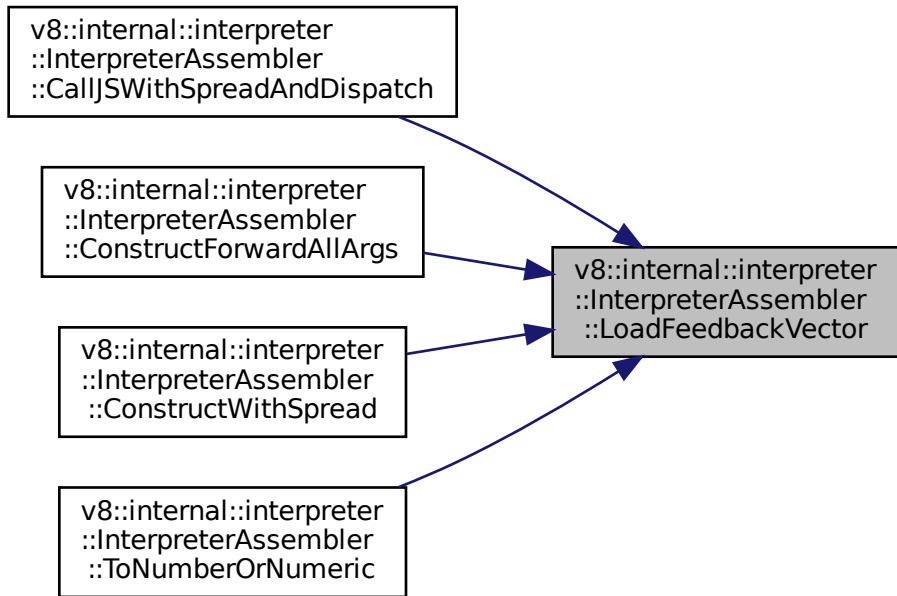 v8::internal::interpreter
::InterpreterAssembler
::CallJSWithSpreadAndDispatch
v8::internal::interpreter
::InterpreterAssembler
::ConstructForwardAllArgs
v8::internal::interpreter
::InterpreterAssembler
::LoadFeedbackVector
v8::internal::interpreter
::InterpreterAssembler
::ConstructWithSpread
v8::internal::interpreter
::InterpreterAssembler
::ToNumberOrNumeric